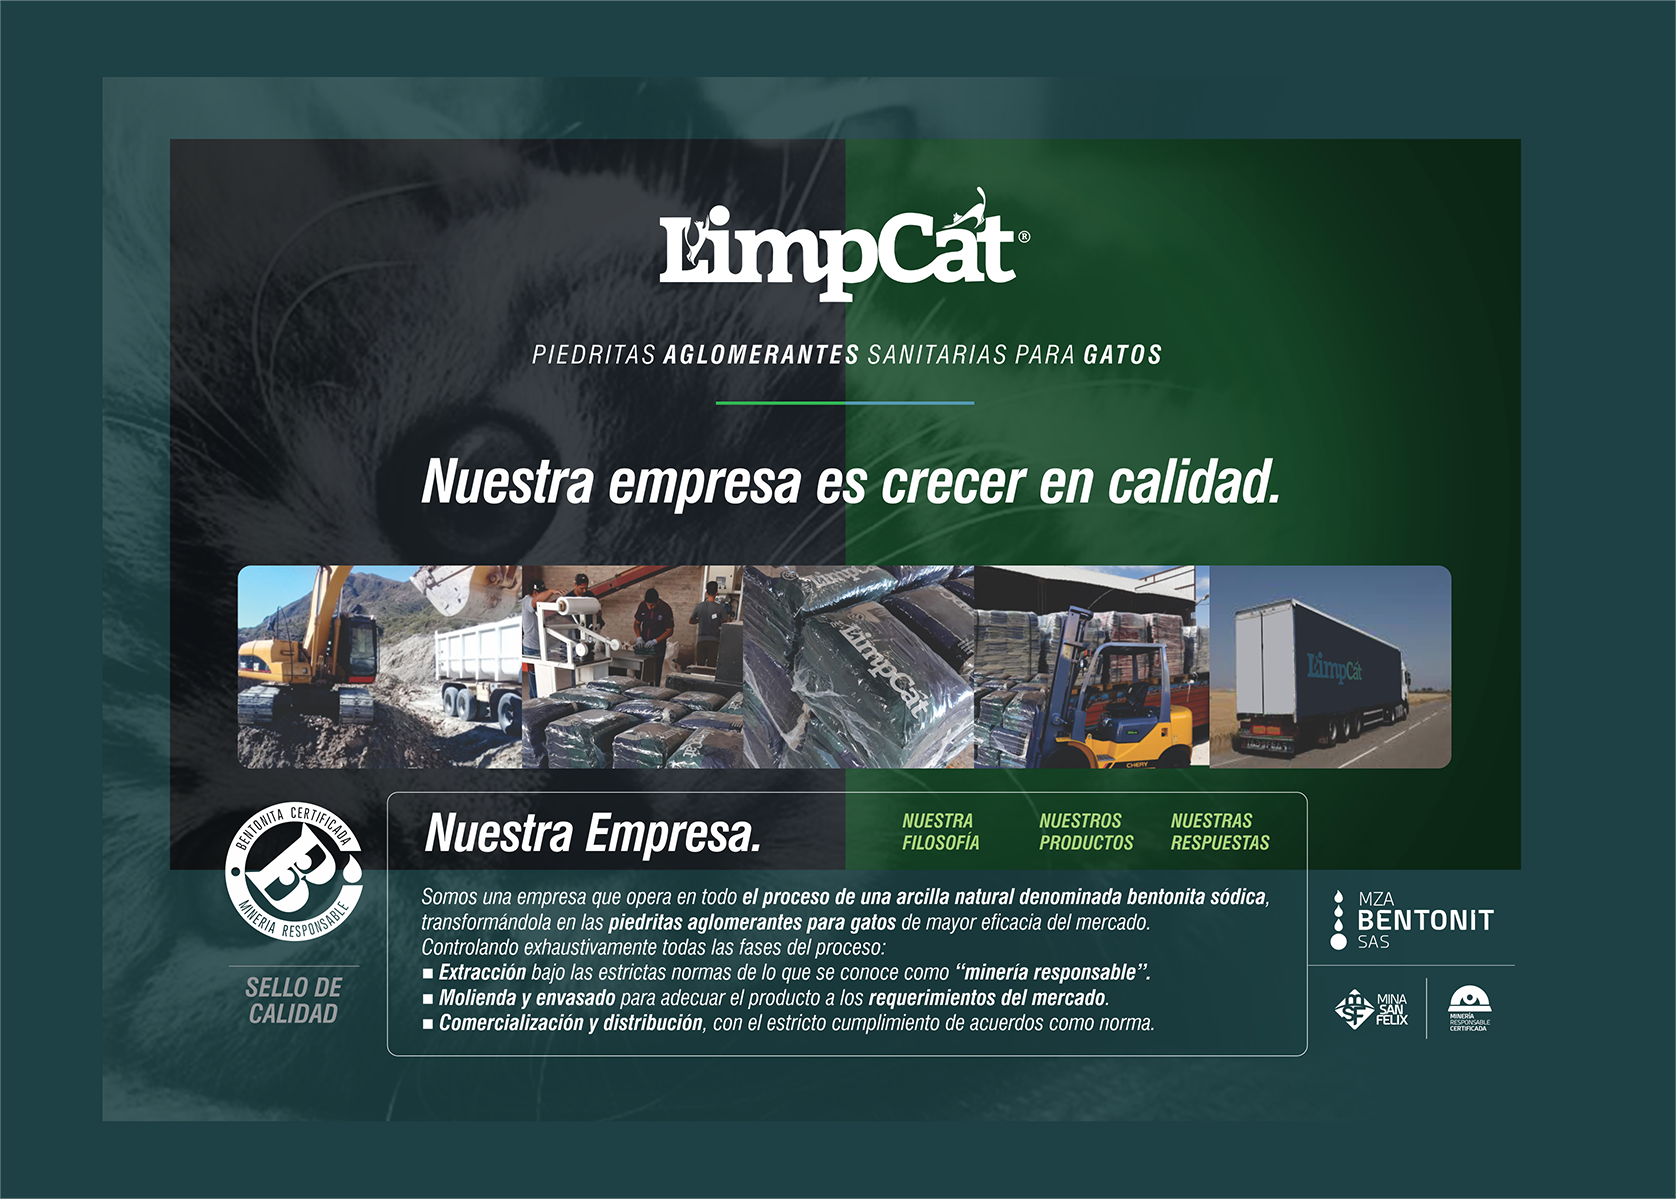 LimpCat®
PIEDRITAS AGLOMERANTES SANITARIAS PARA GATOS
Nuestra empresa es crecer en calidad.
LimpCat
LimpCat
CHERY
LimpCat
BENTONITA CERTIFICADA
B
MINERIA RESPONSABLE
SELLO DE
CALIDAD
Nuestra Empresa.
NUESTRA
FILOSOFÍA
NUESTROS
PRODUCTOS
NUESTRAS
RESPUESTAS
Somos una empresa que opera en todo el proceso de una arcilla natural denominada bentonita sódica,
transformándola en las piedritas aglomerantes para gatos de mayor eficacia del mercado.
Controlando exhaustivamente todas las fases del proceso:
■ Extracción bajo las estrictas normas de lo que se conoce como “minería responsable”.
■ Molienda y envasado para adecuar el producto a los requerimientos del mercado.
■ Comercialización y distribución, con el estricto cumplimiento de acuerdos como norma.
MZA
BENTONIT
SAS
SF
MINA
SAN
FELIX
MINERÍA
RESPONSABLE
CERTIFICADA